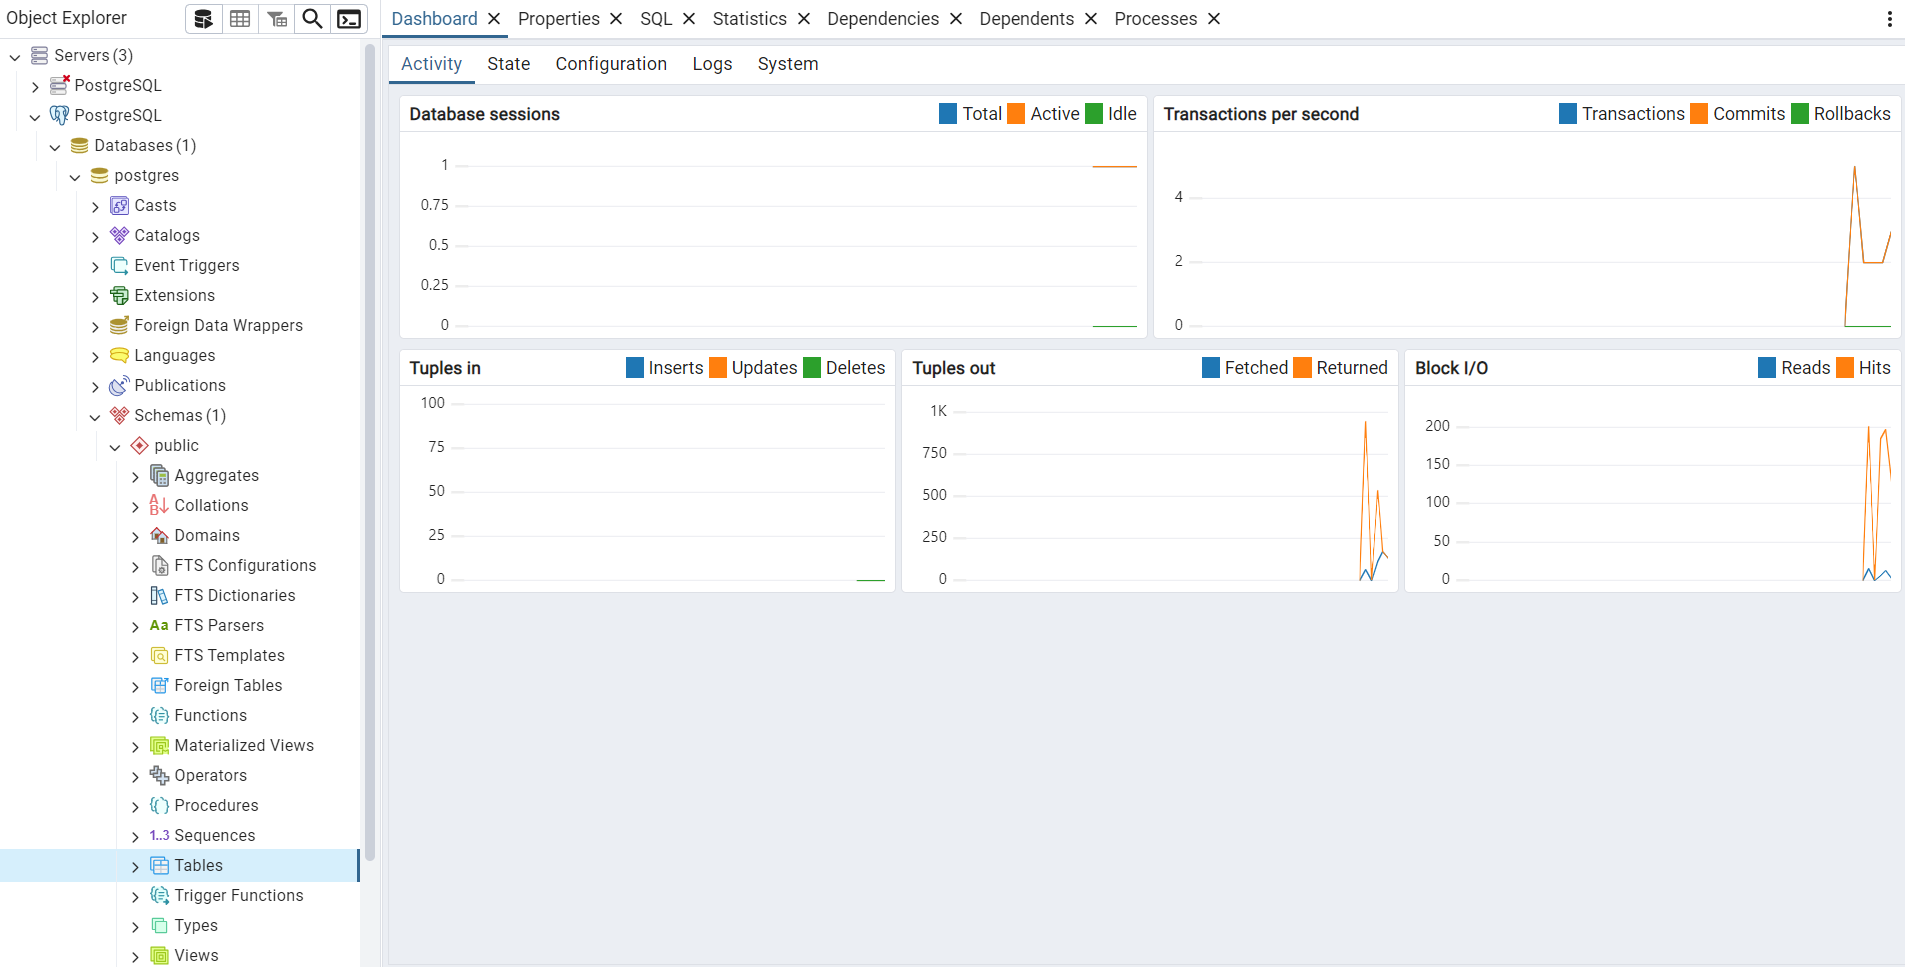 Object Explorer
Servers (3)
PostgreSQL
PostgreSQL
Databases (1)
postgres
Casts
Catalogs
Event Triggers
Extensions
Foreign Data Wrappers
Languages
Publications
Schemas (1)
public
Aggregates
Collations
Domains
FTS Configurations
FTS Dictionaries
Aa FTS Parsers
FTS Templates
Foreign Tables
Functions
Materialized Views
Operators
Procedures
1..3 Sequences
Tables
Trigger Functions
Types
Views
Dashboard Properties SQL Statistics Dependencies Dependents Processes
Activity State Configuration Logs System
Database sessions Total Active Idle
1
0.75
0.5
0.25
0
Transactions per second Transactions Commits Rollbacks
4
2
0
Tuples in Inserts Updates Deletes
100
75
50
25
0
Tuples out Fetched Returned
1K
750
500
250
0
Block I/O Reads Hits
200
150
100
50
0